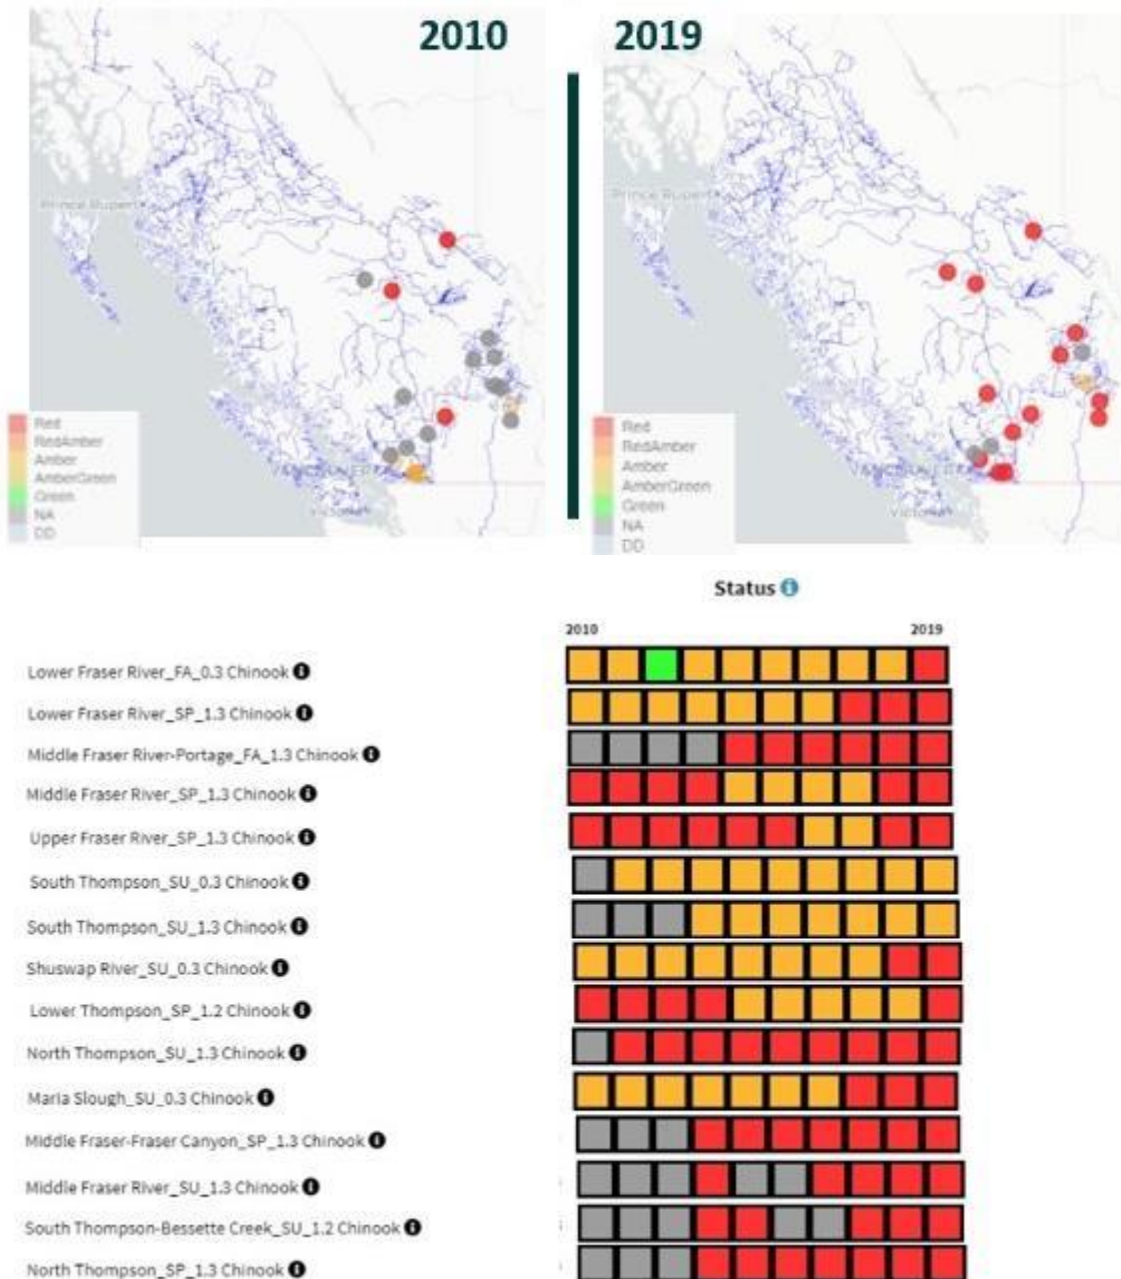 2010
2019
Prince Rupert
Prince Rupert
Red
RedAmber
Amber
AmberGreen
Green
NA
DD
Red
RedAmber
Amber
AmberGreen
Green
NA
DD
Victoria
Status
2010
2019
Lower Fraser River_FA_0.3 Chinook
Lower Fraser River_SP_1.3 Chinook
Middle Fraser River-Portage_FA_1.3 Chinook
Middle Fraser River_SP_1.3 Chinook
Upper Fraser River_SP_1.3 Chinook
South Thompson_SU_0.3 Chinook
South Thompson_SU_1.3 Chinook
Shuswap River_SU_0.3 Chinook
Lower Thompson_SP_1.2 Chinook
North Thompson_SU_1.3 Chinook
Maria Slough_SU_0.3 Chinook
Middle Fraser-Fraser Canyon_SP_1.3 Chinook
Middle Fraser River_SU_1.3 Chinook
South Thompson-Bessette Creek_SU_1.2 Chinook
North Thompson_SP_1.3 Chinook